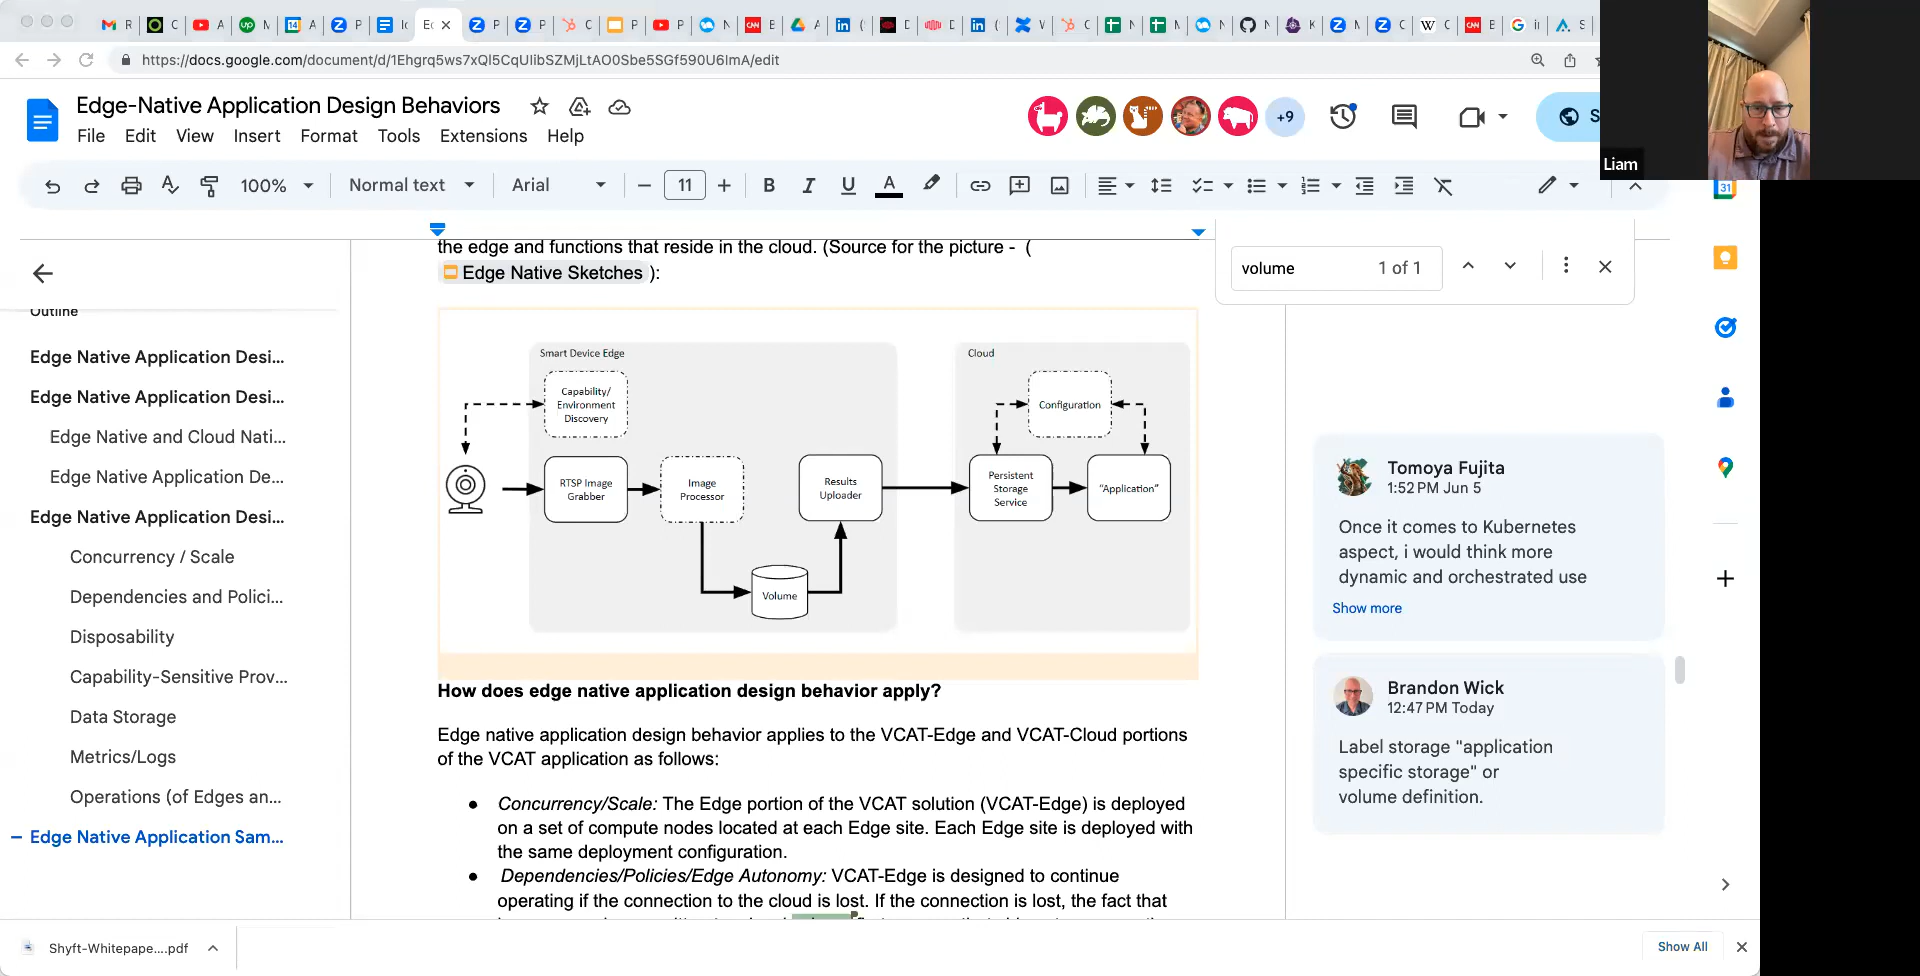 https://docs.google.com/document/d/1Ehgrq5ws7xQl5CqUlibSZMjLtAO0Sbe5SGf590U6lmA/edit
Edge-Native Application Design Behaviors
+9
File Edit View Insert Format Tools Extensions Help
Liam
100% Normal text Arial 11
31
the edge and functions that reside in the cloud. (Source for the picture - (
Edge Native Sketches ):
volume 1 of 1
Outline
Edge Native Application Desi...
Edge Native Application Desi...
Edge Native and Cloud Nati...
Edge Native Application De...
Edge Native Application Desi...
Concurrency / Scale
Dependencies and Polici...
Disposability
Capability-Sensitive Prov...
Data Storage
Metrics/Logs
Operations (of Edges an...
Edge Native Application Sam...
Smart Device Edge
Capability/
Environment
Discovery
RTSP Image
Grabber
Image
Processor
Results
Uploader
Volume
Cloud
Configuration
Persistent
Storage
Service
"Application"
How does edge native application design behavior apply?
Edge native application design behavior applies to the VCAT-Edge and VCAT-Cloud portions
of the VCAT application as follows:
● Concurrency/Scale: The Edge portion of the VCAT solution (VCAT-Edge) is deployed
on a set of compute nodes located at each Edge site. Each Edge site is deployed with
the same deployment configuration.
● Dependencies/Policies/Edge Autonomy: VCAT-Edge is designed to continue
operating if the connection to the cloud is lost. If the connection is lost, the fact that
Tomoya Fujita
1:52 PM Jun 5
Once it comes to Kubernetes
aspect, i would think more
dynamic and orchestrated use
Show more
Brandon Wick
12:47 PM Today
Label storage "application
specific storage" or
volume definition.
Shyft-Whitepape....pdf
Show All